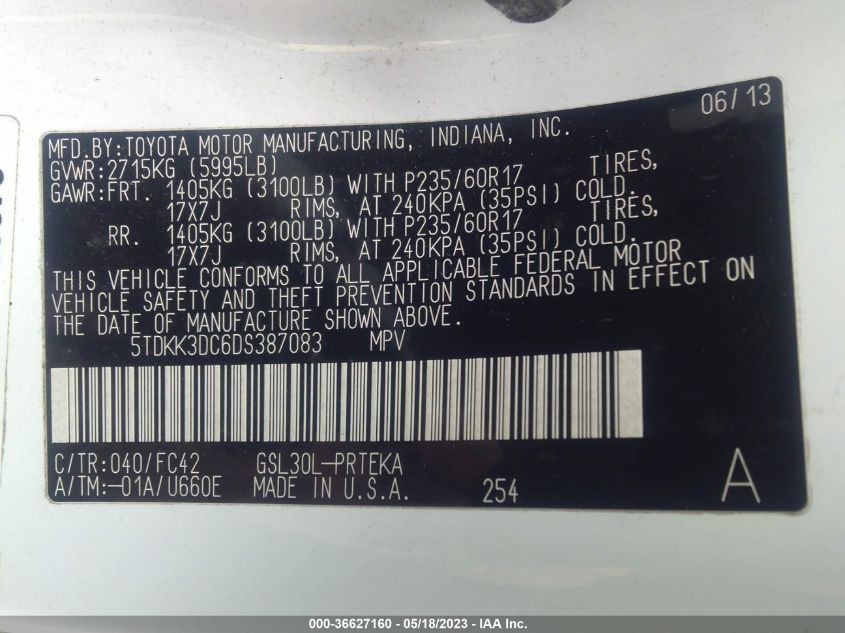 06/13
MFD.BY:TOYOTA MOTOR MANUFACTURING, INDIANA, INC.
GVWR:2715KG (5995LB)
GAWR:FRT. 1405KG (3100LB) WITH P235/60R17 TIRES,
17X7J RIMS, AT 240KPA (35PSI) COLD.
RR. 1405KG (3100LB) WITH P235/60R17 TIRES,
17X7J RIMS, AT 240KPA (35PSI) COLD.
THIS VEHICLE CONFORMS TO ALL APPLICABLE FEDERAL MOTOR
VEHICLE SAFETY AND THEFT PREVENTION STANDARDS IN EFFECT ON
THE DATE OF MANUFACTURE SHOWN ABOVE.
5TDKK3DC6DS387083 MPV
C/TR:040/FC42 GSL30L-PRTEKA
A/TM:-01A/U660E MADE IN U.S.A. 254 A
000-36627160 - 05/18/2023 - IAA Inc.